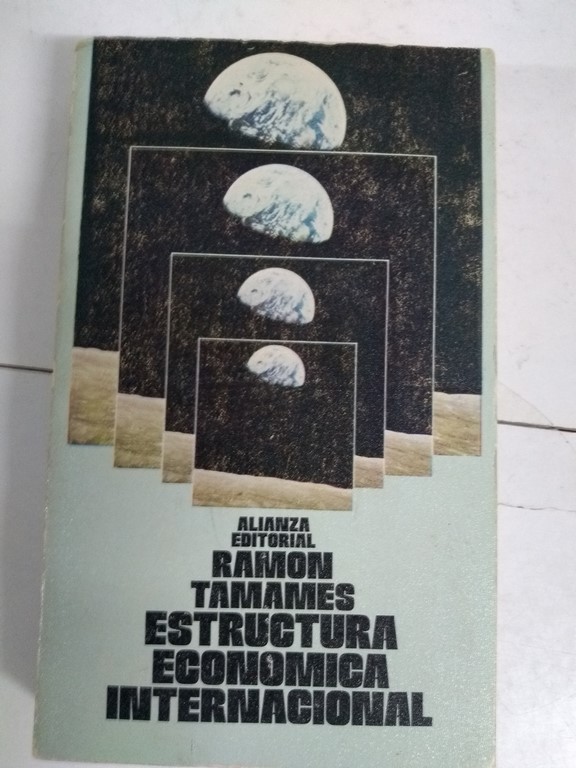 ALIANZA
EDITORIAL
RAMON
TAMAMES
ESTRUCTURA
ECONOMICA
INTERNACIONAL